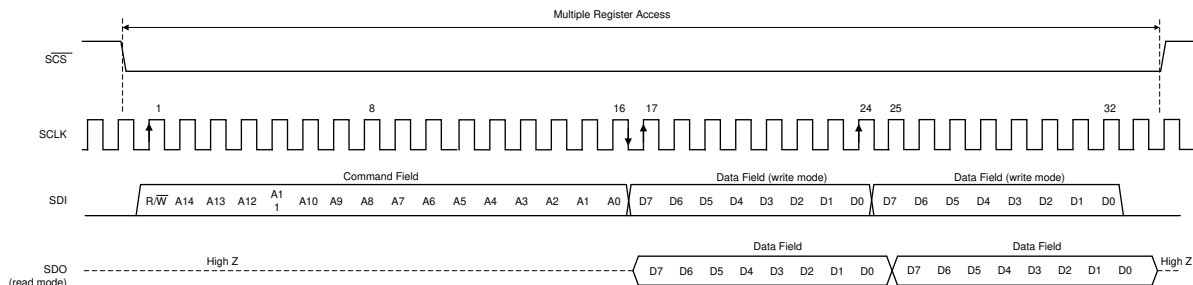 Multiple Register Access
SCS
1 8 16 17 24 25 32
SCLK
Command Field Data Field (write mode) Data Field (write mode)
SDI R/W A14 A13 A12 A1 A10 A9 A8 A7 A6 A5 A4 A3 A2 A1 A0 D7 D6 D5 D4 D3 D2 D1 D0 D7 D6 D5 D4 D3 D2 D1 D0
1
Data Field Data Field
High Z High Z
SDO D7 D6 D5 D4 D3 D2 D1 D0 D7 D6 D5 D4 D3 D2 D1 D0
(read mode)